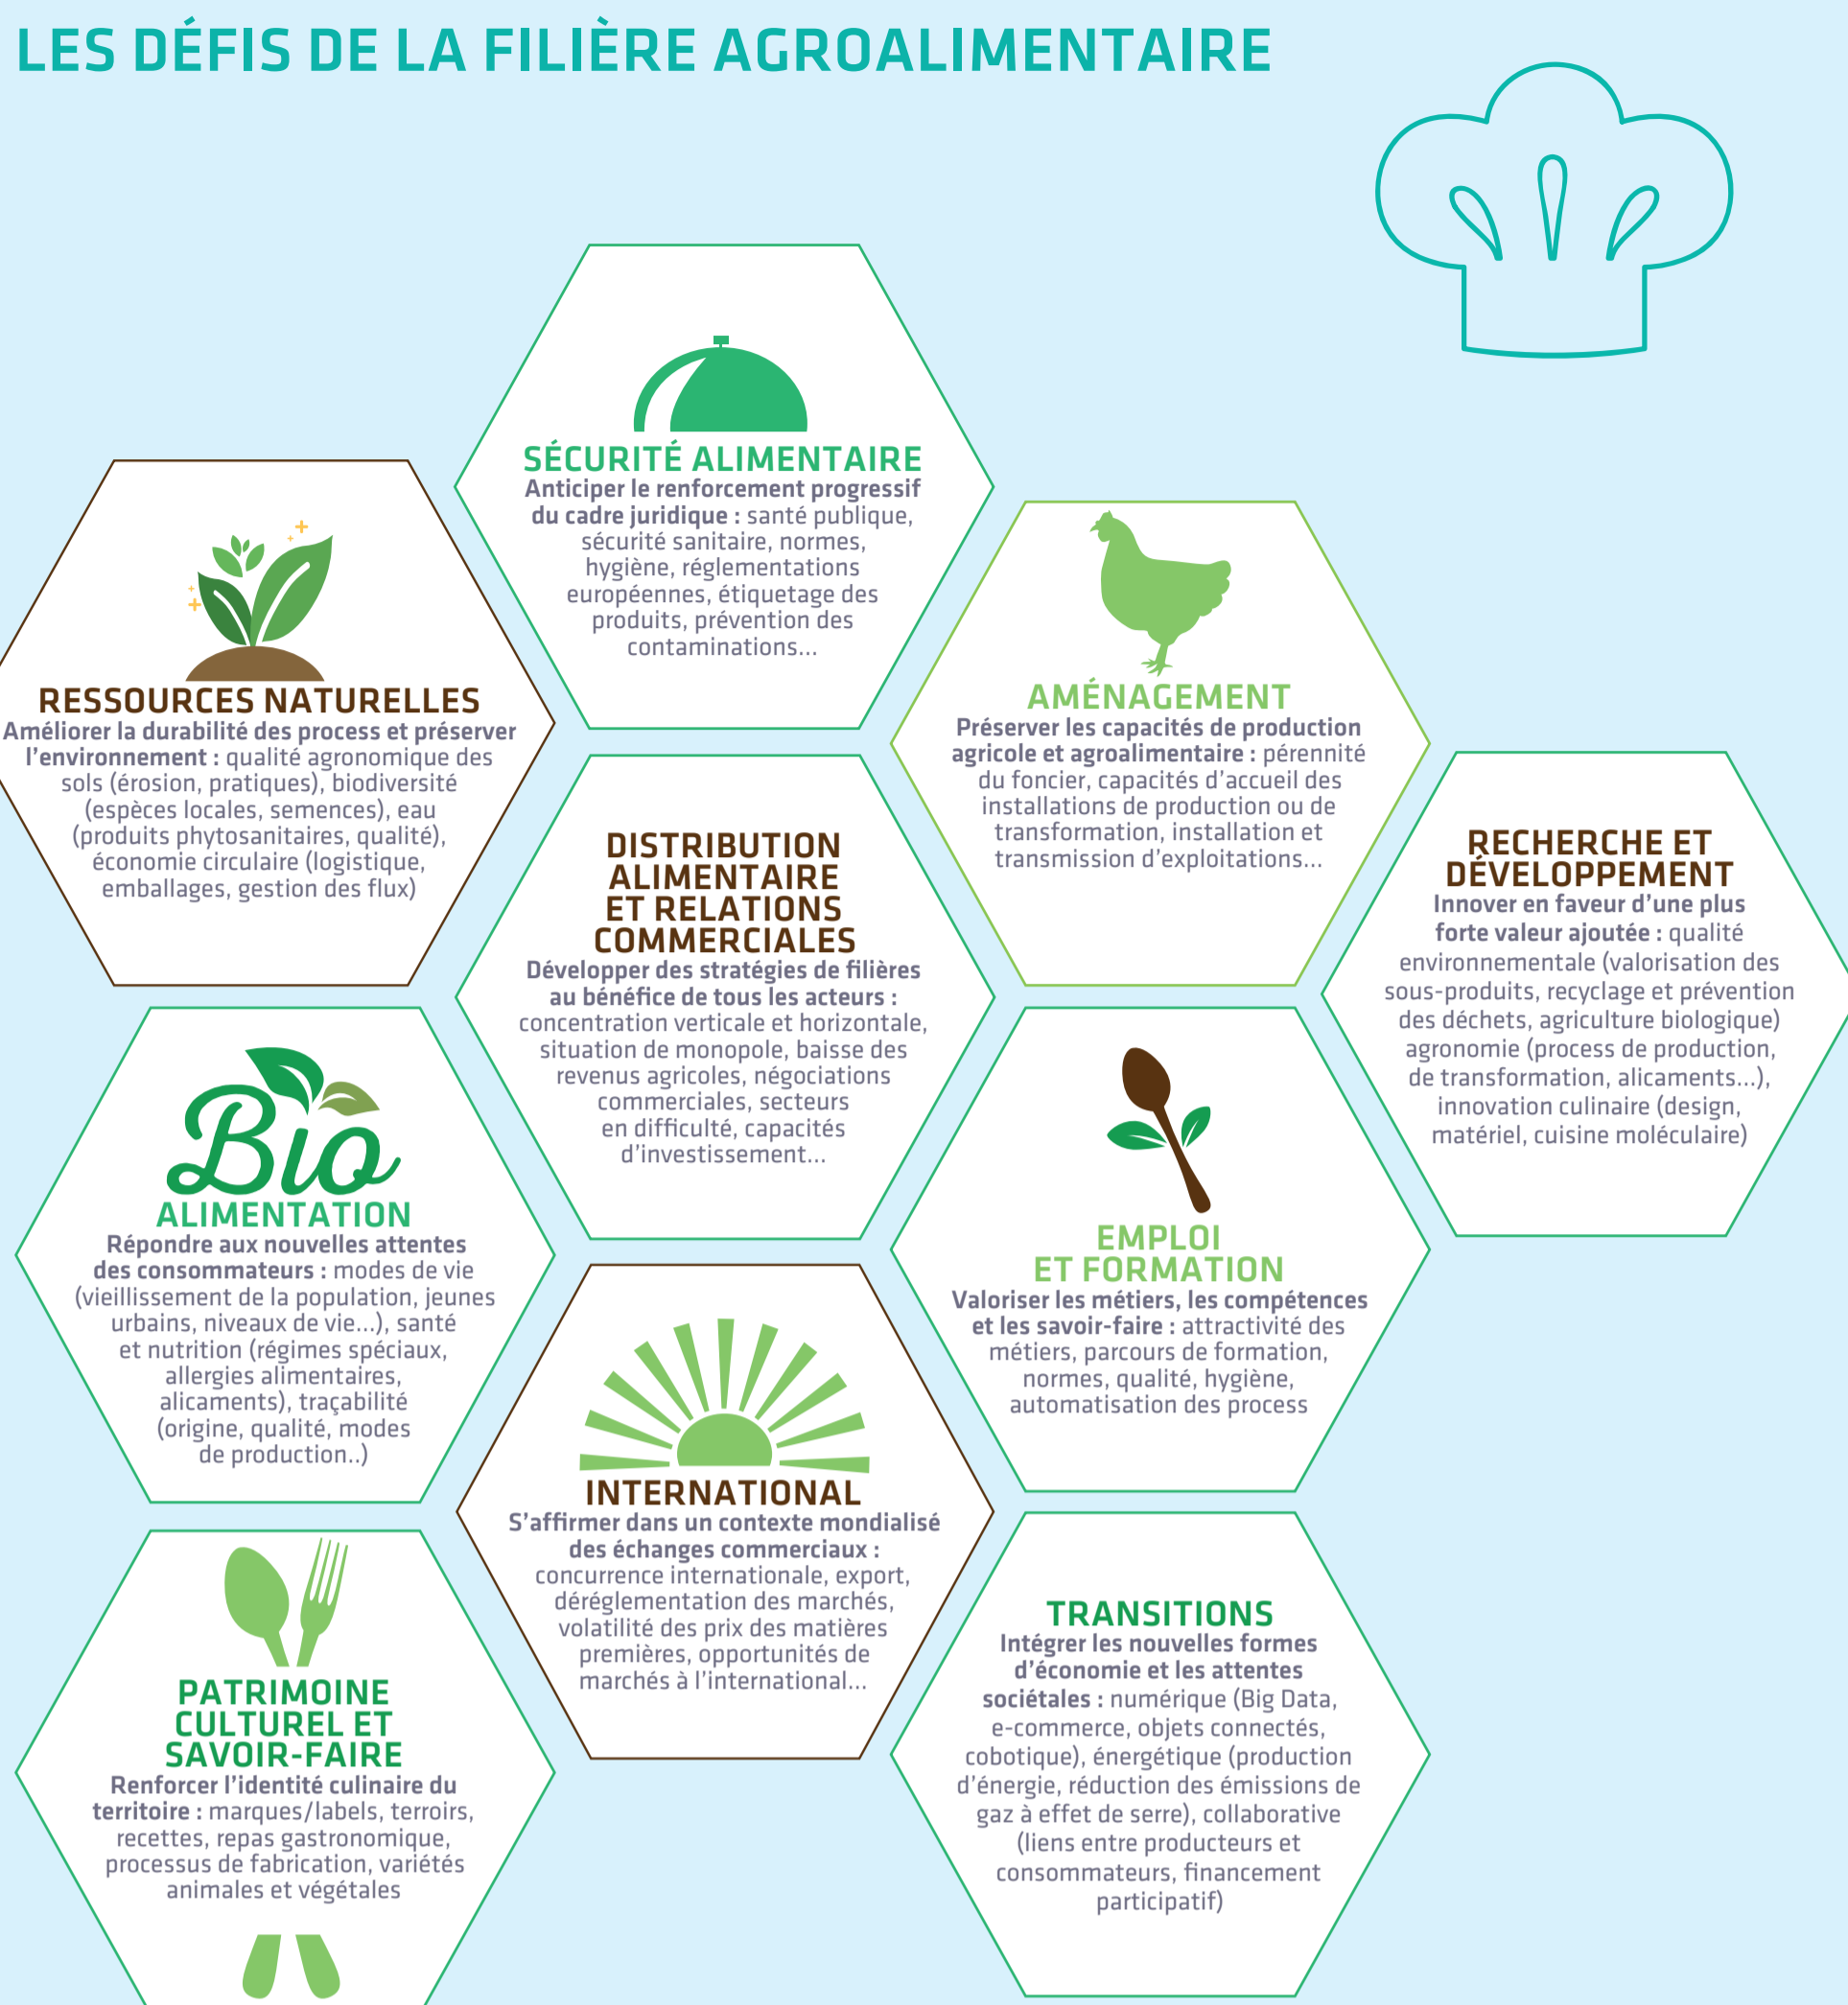 LES DÉFIS DE LA FILIÈRE AGROALIMENTAIRE
SÉCURITÉ ALIMENTAIRE
Anticiper le renforcement progressif
du cadre juridique : santé publique,
sécurité sanitaire, normes,
hygiène, réglementations
européennes, étiquetage des
produits, prévention des
contaminations...
RESSOURCES NATURELLES
Améliorer la durabilité des process et préserver
l'environnement : qualité agronomique des
sols (érosion, pratiques), biodiversité
(espèces locales, semences), eau
(produits phytosanitaires, qualité),
économie circulaire (logistique,
emballages, gestion des flux)
AMÉNAGEMENT
Préserver les capacités de production
agricole et agroalimentaire : pérennité
du foncier, capacités d'accueil des
installations de production ou de
transformation, installation et
transmission d'exploitations...
DISTRIBUTION
ALIMENTAIRE
ET RELATIONS
COMMERCIALES
Développer des stratégies de filières
au bénéfice de tous les acteurs :
concentration verticale et horizontale,
situation de monopole, baisse des
revenus agricoles, négociations
commerciales, secteurs
en difficulté, capacités
d'investissement...
RECHERCHE ET
DÉVELOPPEMENT
Innover en faveur d'une plus
forte valeur ajoutée : qualité
environnementale (valorisation des
sous-produits, recyclage et prévention
des déchets, agriculture biologique)
agronomie (process de production,
de transformation, alicaments...),
innovation culinaire (design,
matériel, cuisine moléculaire)
Bio
ALIMENTATION
Répondre aux nouvelles attentes
des consommateurs : modes de vie
(vieillissement de la population, jeunes
urbains, niveaux de vie...), santé
et nutrition (régimes spéciaux,
allergies alimentaires,
alicaments), traçabilité
(origine, qualité, modes
de production..)
EMPLOI
ET FORMATION
Valoriser les métiers, les compétences
et les savoir-faire : attractivité des
métiers, parcours de formation,
normes, qualité, hygiène,
automatisation des process
INTERNATIONAL
S'affirmer dans un contexte mondialisé
des échanges commerciaux :
concurrence internationale, export,
déréglementation des marchés,
volatilité des prix des matières
premières, opportunités de
marchés à l'international...
PATRIMOINE
CULTUREL ET
SAVOIR-FAIRE
Renforcer l'identité culinaire du
territoire : marques/labels, terroirs,
recettes, repas gastronomique,
processus de fabrication, variétés
animales et végétales
TRANSITIONS
Intégrer les nouvelles formes
d'économie et les attentes
sociétales : numérique (Big Data,
e-commerce, objets connectés,
cobotique), énergétique (production
d'énergie, réduction des émissions de
gaz à effet de serre), collaborative
(liens entre producteurs et
consommateurs, financement
participatif)